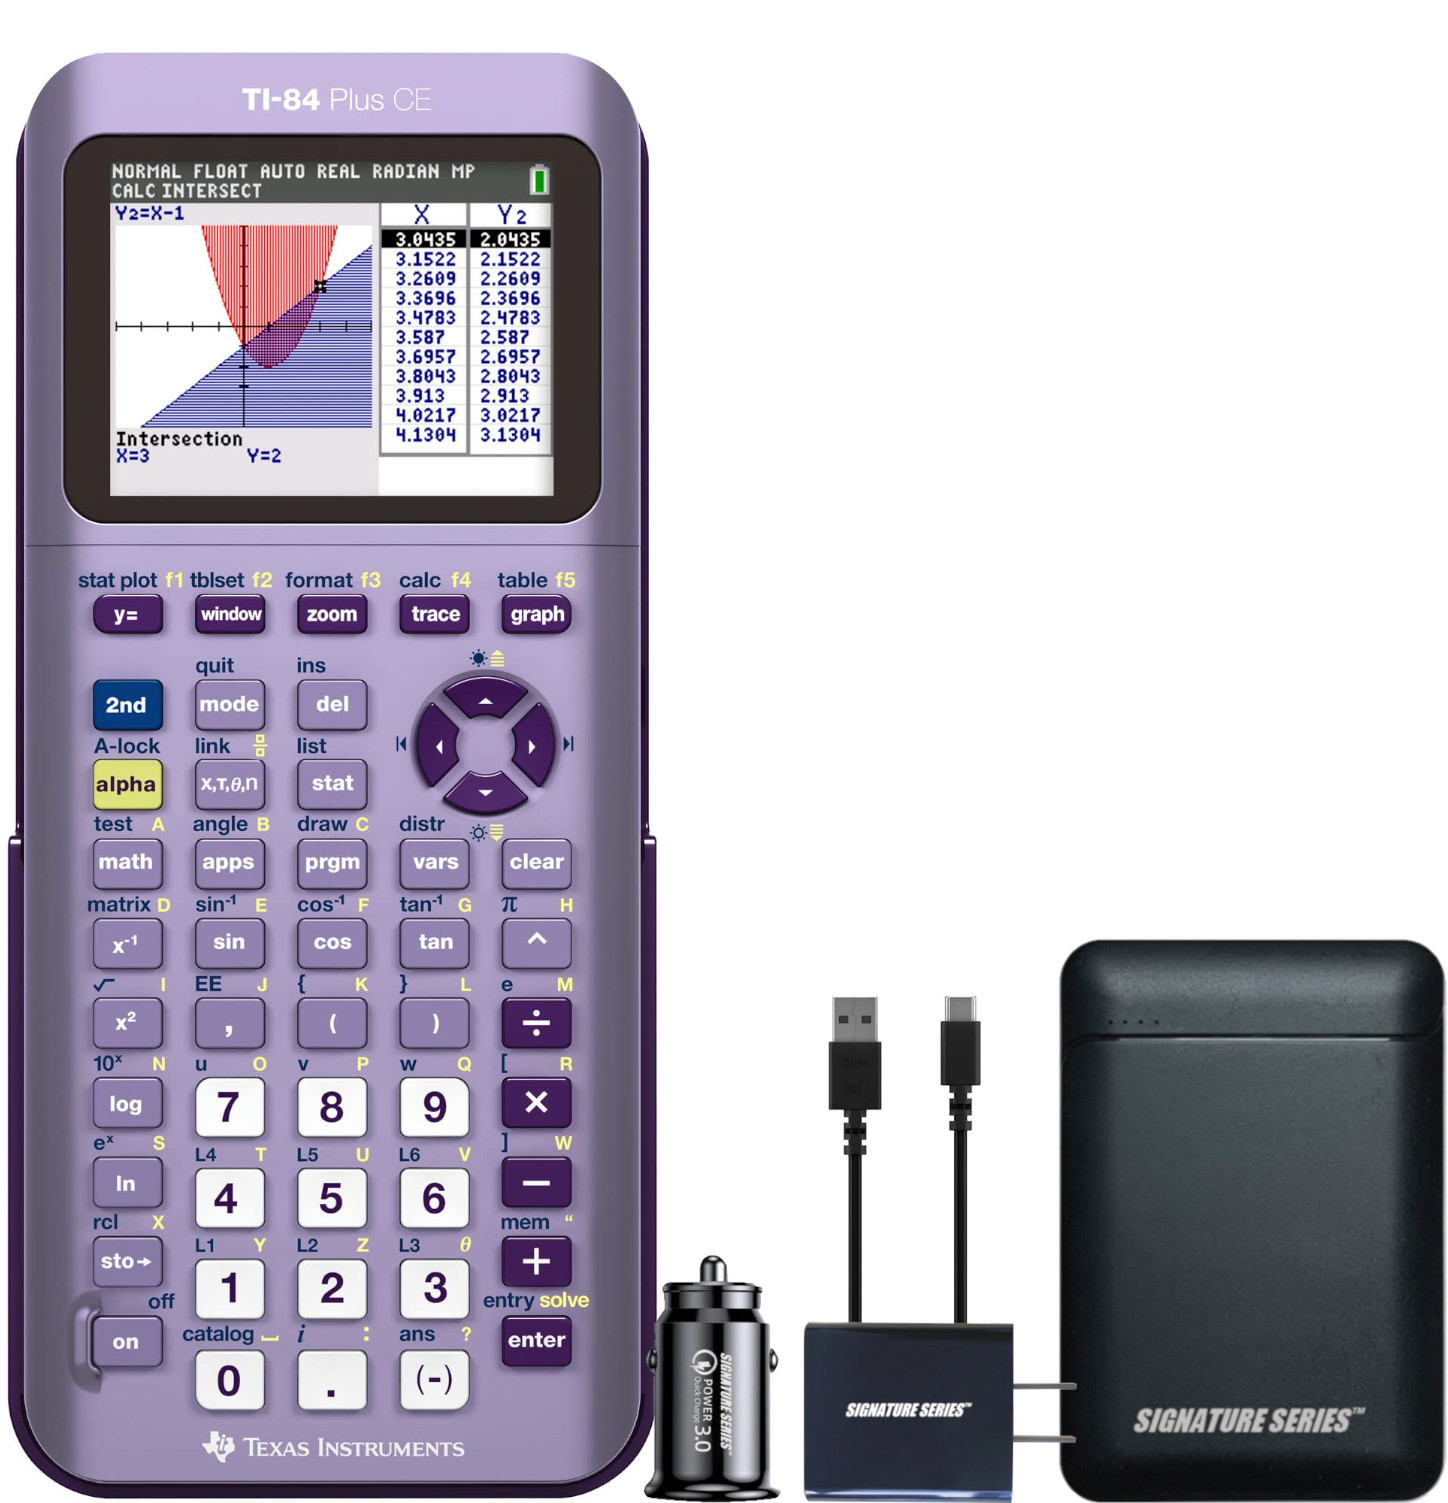 TI-84 Plus CE
NORMAL FLOAT AUTO REAL RADIAN MP
CALC INTERSECT
Y2=X-1
X Y2
3.0435 2.0435
3.1522 2.1522
3.2609 2.2609
3.3696 2.3696
3.4783 2.4783
3.587 2.587
3.6957 2.6957
3.8043 2.8043
3.913 2.913
4.0217 3.0217
4.1304 3.1304
Intersection
X=3 Y=2
stat plot f1 tblset f2 format f3 calc f4 table f5
y= window zoom trace graph
quit ins
2nd mode del
A-lock link list
alpha X,T,θ,n stat
test A angle B draw C distr
math apps prgm vars clear
matrix D sin⁻¹ E cos⁻¹ F tan⁻¹ G π H
x⁻¹ sin cos tan ^
√ I EE J { K } L e M
x² , ( ) ÷
10ˣ N u O v P w Q [ R
log 7 8 9 ×
eˣ S L4 T L5 U L6 V ] W
ln 4 5 6 −
rcl X L1 Y L2 Z L3 θ mem “
sto→ 1 2 3 +
off catalog ⎵ i : ans ? entry solve
on 0 . (-) enter
TEXAS INSTRUMENTS
SIGNATURE SERIES™
POWER 3.0
Quick Charge
SIGNATURE SERIES™
SIGNATURE SERIES™